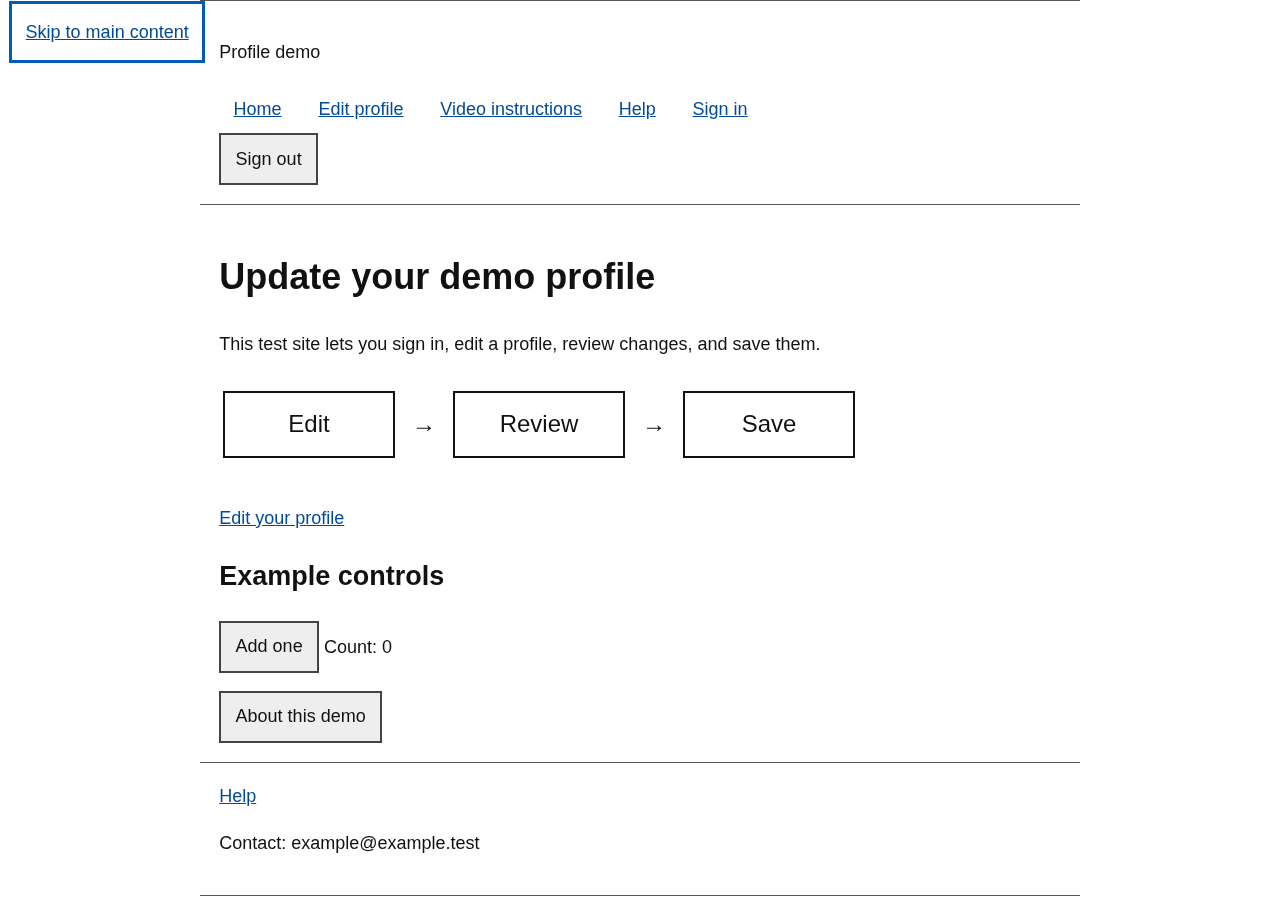 Skip to main content
Profile demo
Home Edit profile Video instructions Help Sign in
Sign out
Update your demo profile
This test site lets you sign in, edit a profile, review changes, and save them.
Edit → Review → Save
Edit your profile
Example controls
Add one Count: 0
About this demo
Help
Contact: example@example.test